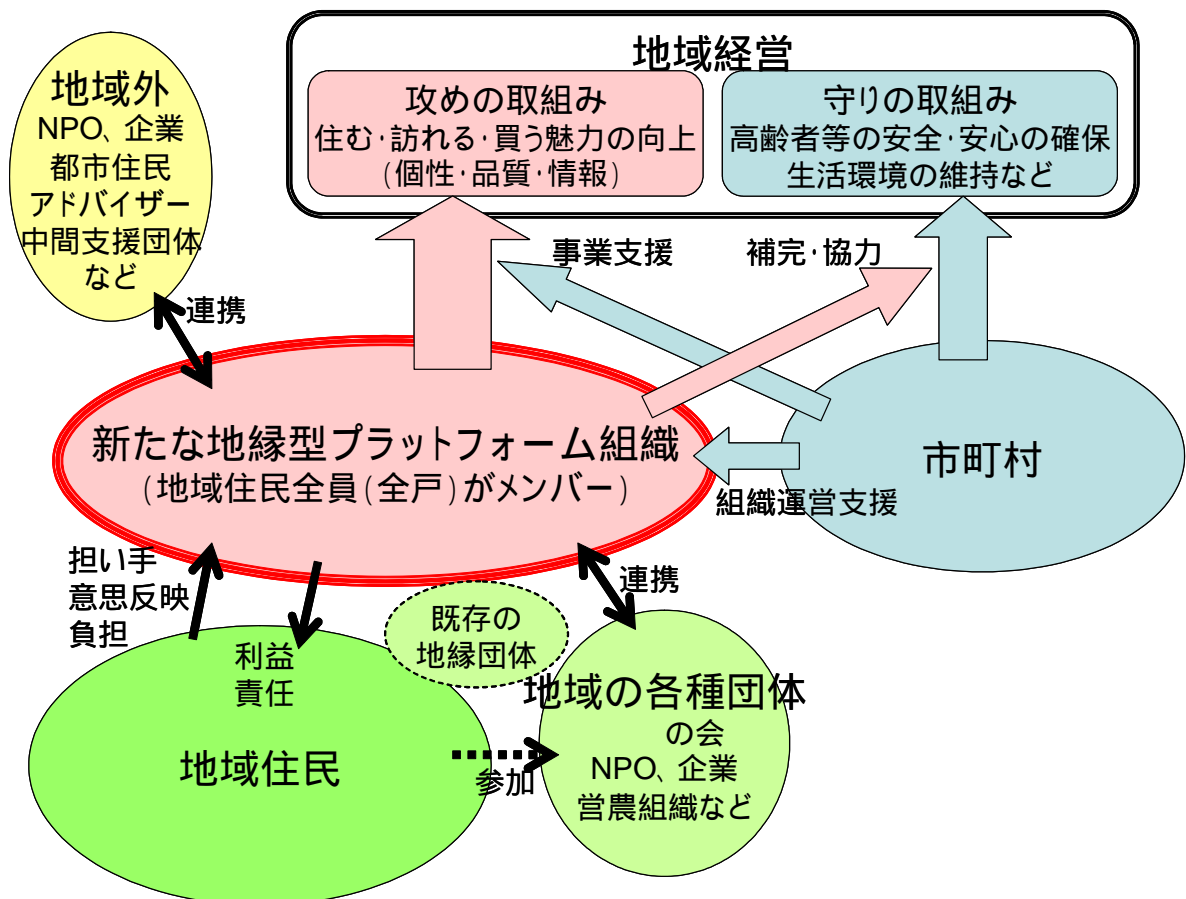 地域経営
攻めの取組み
住む・訪れる・買う魅力の向上
(個性・品質・情報)
守りの取組み
高齢者等の安全・安心の確保
生活環境の維持など
地域外
NPO、企業
都市住民
アドバイザー
中間支援団体
など
連携
事業支援
補完・協力
新たな地縁型プラットフォーム組織
(地域住民全員(全戸)がメンバー)
市町村
組織運営支援
担い手
意思反映
負担
利益
責任
連携
既存の
地縁団体
地域住民
参加
地域の各種団体
の会
NPO、企業
営農組織など